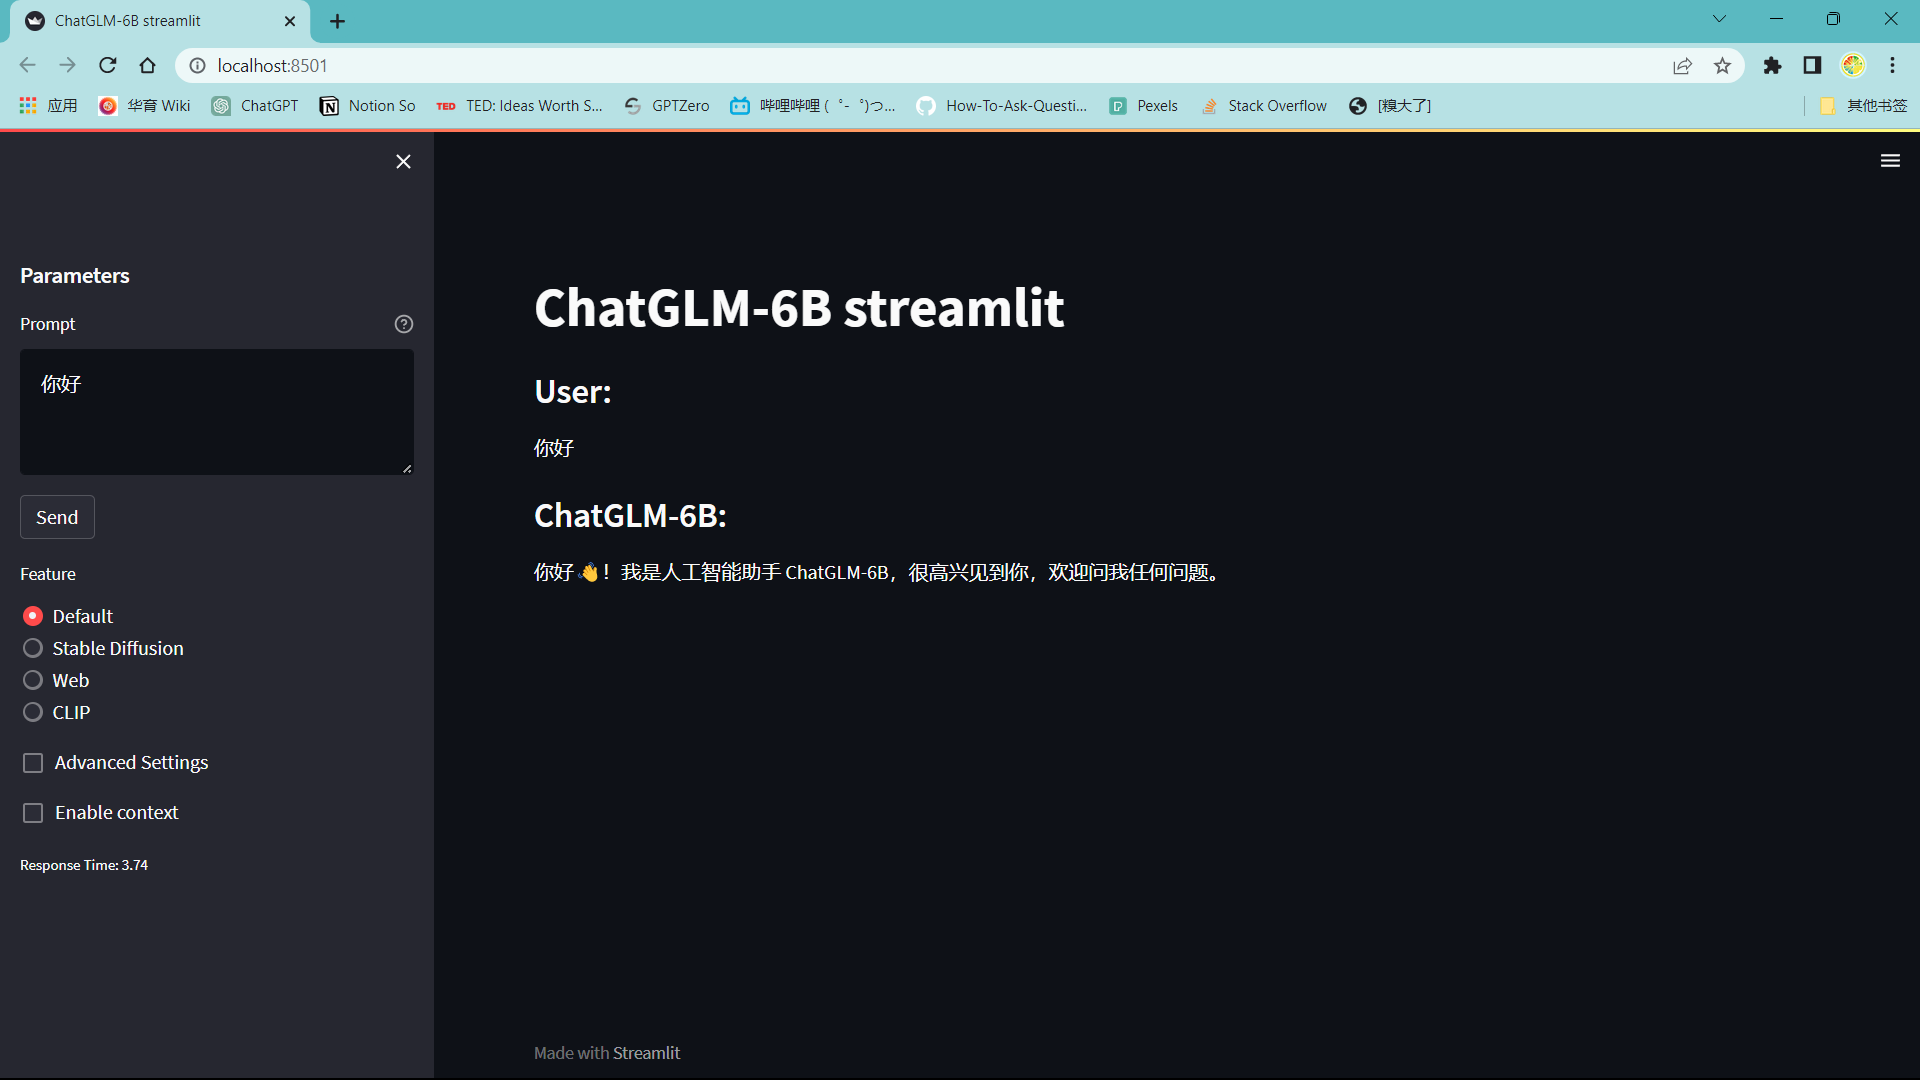 ChatGLM-6B streamlit
localhost:8501
应用
华育 Wiki
ChatGPT
Notion So
TED: Ideas Worth S...
GPTZero
哔哩哔哩 (゜-゜)つ...
How-To-Ask-Questi...
Pexels
Stack Overflow
[糗大了]
其他书签
Parameters
Prompt
你好
Send
Feature
Default
Stable Diffusion
Web
CLIP
Advanced Settings
Enable context
Response Time: 3.74
ChatGLM-6B streamlit
User:
你好
ChatGLM-6B:
你好👋！我是人工智能助手 ChatGLM-6B，很高兴见到你，欢迎问我任何问题。
Made with Streamlit